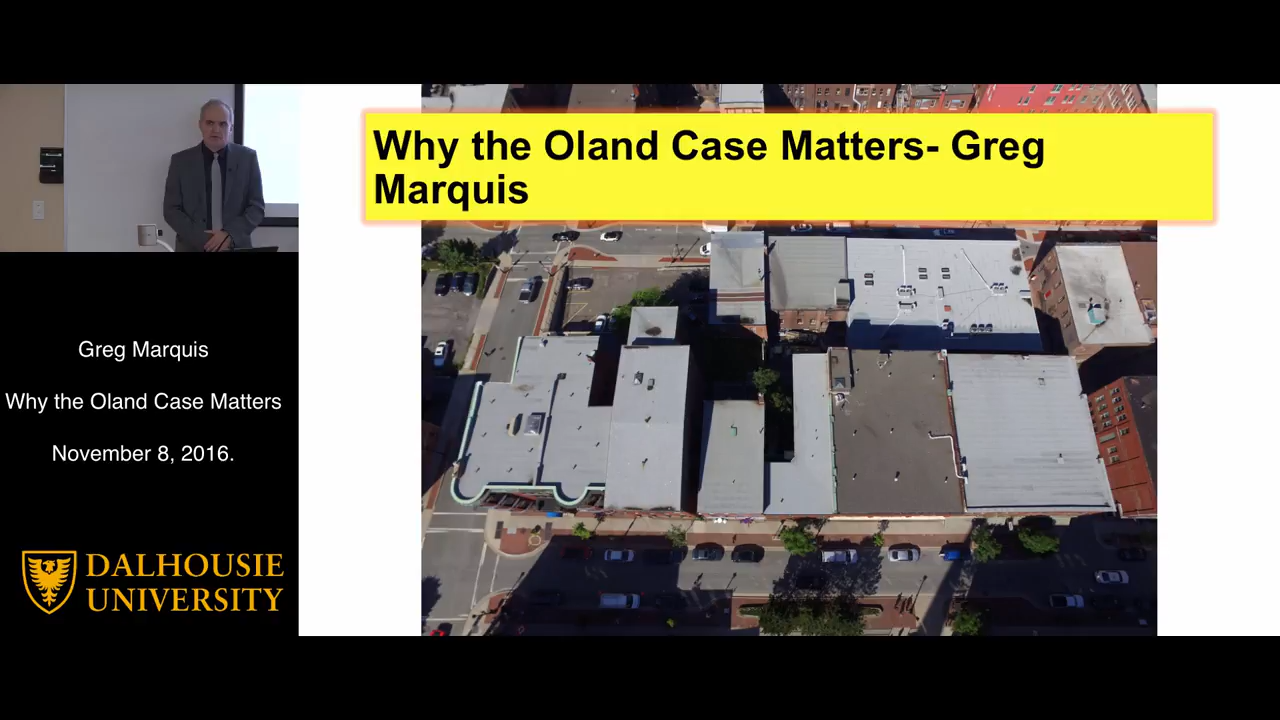 Why the Oland Case Matters- Greg
Marquis
Greg Marquis
Why the Oland Case Matters
November 8, 2016.
DALHOUSIE
UNIVERSITY